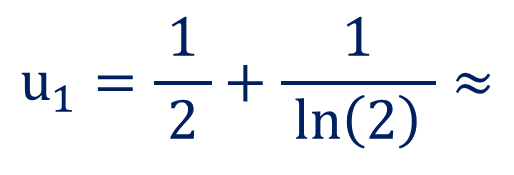 u₁ = 1/2 + 1/ln(2) ≈